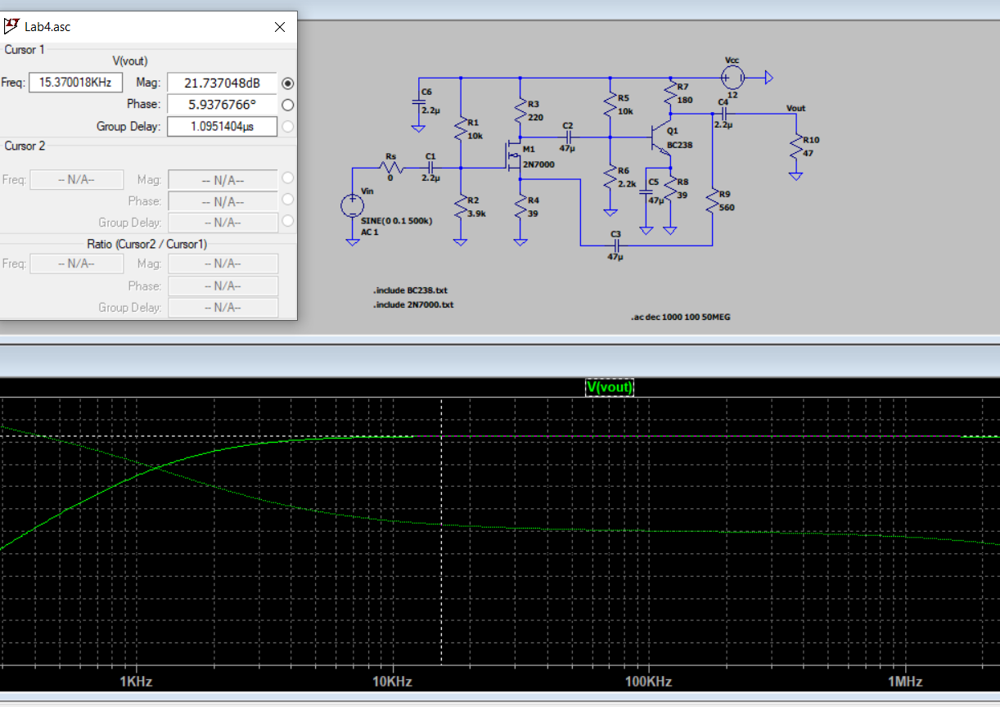 Lab4.asc
Cursor 1
V(vout)
Freq: 15.370018KHz Mag: 21.737048dB
Phase: 5.9376766°
Group Delay: 1.0951404µs
Cursor 2
Freq: -- N/A-- Mag: -- N/A--
Phase: -- N/A--
Group Delay: -- N/A--
Ratio (Cursor2 / Cursor1)
Freq: -- N/A-- Mag: -- N/A--
Phase: -- N/A--
Group Delay: -- N/A--
Vcc
12
C6
2.2µ
R1
10k
R3
220
R5
10k
R7
180
C4
2.2µ
Vout
R10
47
C2
47µ
Q1
BC238
M1
2N7000
Rs
0
C1
2.2µ
Vin
SINE(0 0.1 500k)
AC 1
R2
3.9k
R4
39
R6
2.2k
C5
47µ
R8
39
R9
560
C3
47µ
.include BC238.txt
.include 2N7000.txt
.ac dec 1000 100 50MEG
V(vout)
1KHz 10KHz 100KHz 1MHz